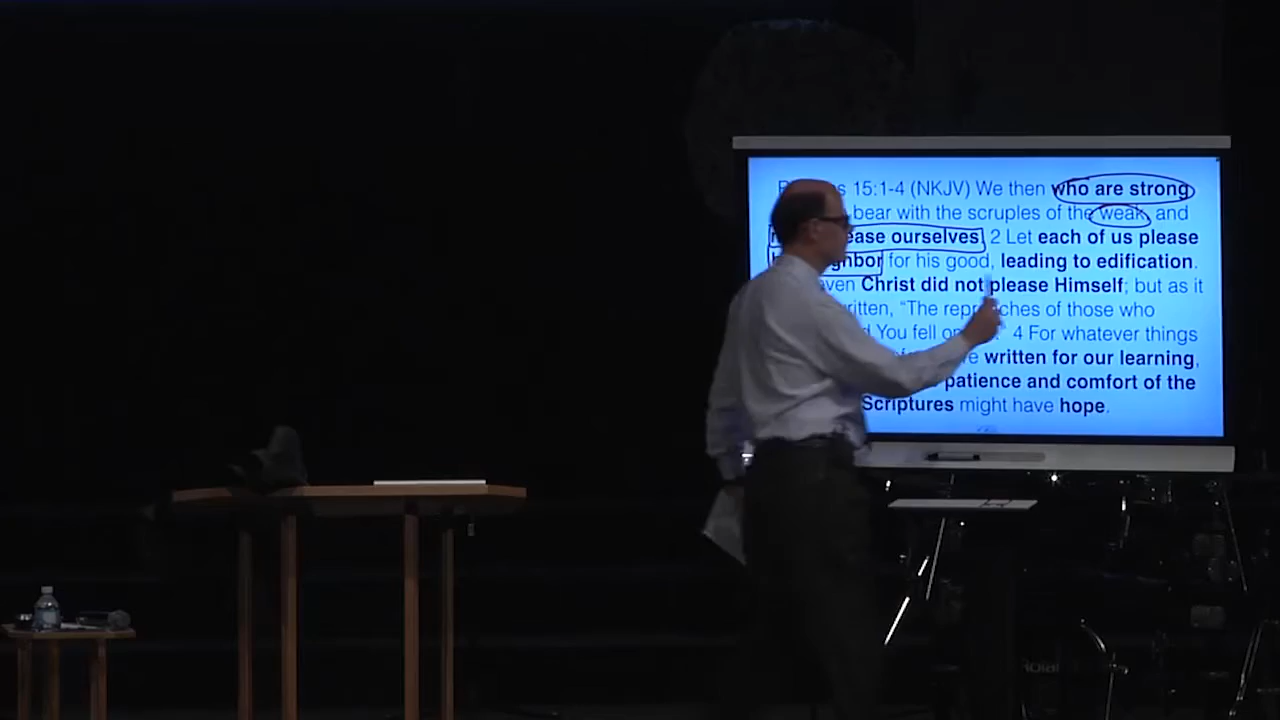 15:1-4 (NKJV) We then who are strong
bear with the scruples of the weak, and
ease ourselves. 2 Let each of us please
ghbor for his good, leading to edification.
even Christ did not please Himself; but as it
ritten, “The reproaches of those who
You fell on 4 For whatever things
written for our learning,
patience and comfort of the
Scriptures might have hope.